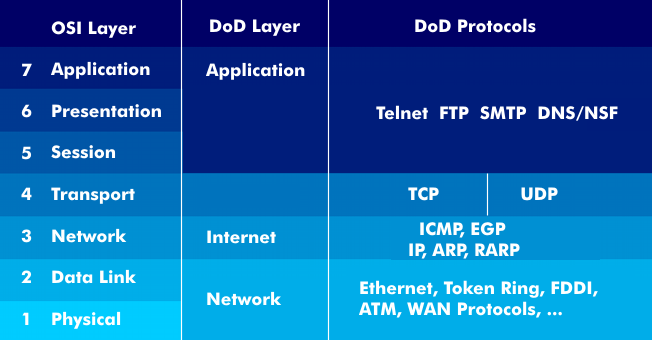 OSI Layer DoD Layer DoD Protocols
7 Application Application
6 Presentation Telnet FTP SMTP DNS/NSF
5 Session
4 Transport TCP UDP
3 Network Internet ICMP, EGP
IP, ARP, RARP
2 Data Link Network Ethernet, Token Ring, FDDI,
1 Physical ATM, WAN Protocols, ...